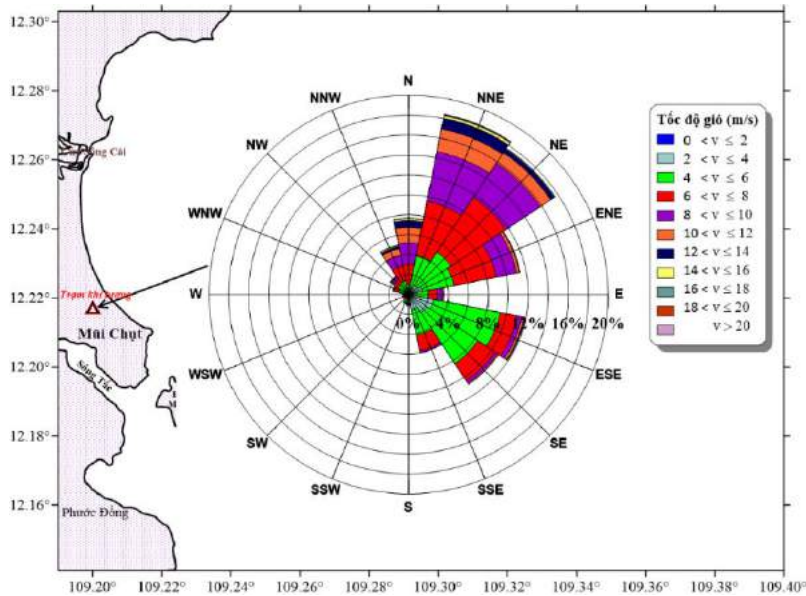 12.30°
12.28°
12.26°
12.24°
12.22°
12.20°
12.18°
12.16°
109.20° 109.22° 109.24° 109.26° 109.28° 109.30° 109.32° 109.34° 109.36° 109.38° 109.40°
Trạm khí tượng
Mũi Chụt
Sông Tắc
Phước Đồng
N
NNE
NE
ENE
E
ESE
SE
SSE
S
SSW
SW
WSW
W
WNW
NW
NNW
0% 4% 8% 12% 16% 20%
Tốc độ gió (m/s)
0 < v ≤ 2
2 < v ≤ 4
4 < v ≤ 6
6 < v ≤ 8
8 < v ≤ 10
10 < v ≤ 12
12 < v ≤ 14
14 < v ≤ 16
16 < v ≤ 18
18 < v ≤ 20
v > 20